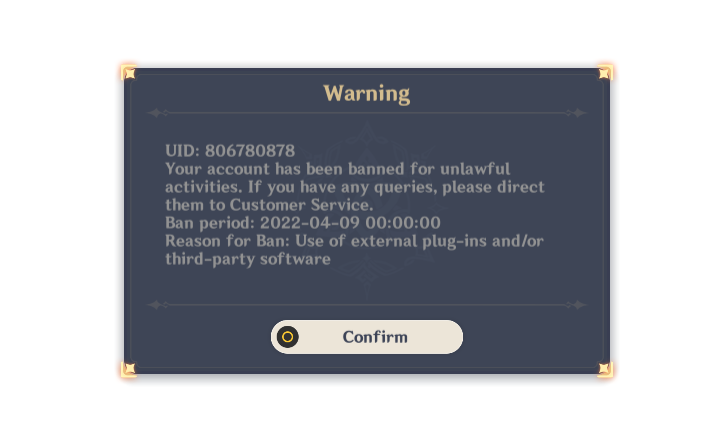 Warning
UID: 806780878
Your account has been banned for unlawful
activities. If you have any queries, please direct
them to Customer Service.
Ban period: 2022-04-09 00:00:00
Reason for Ban: Use of external plug-ins and/or
third-party software
Confirm